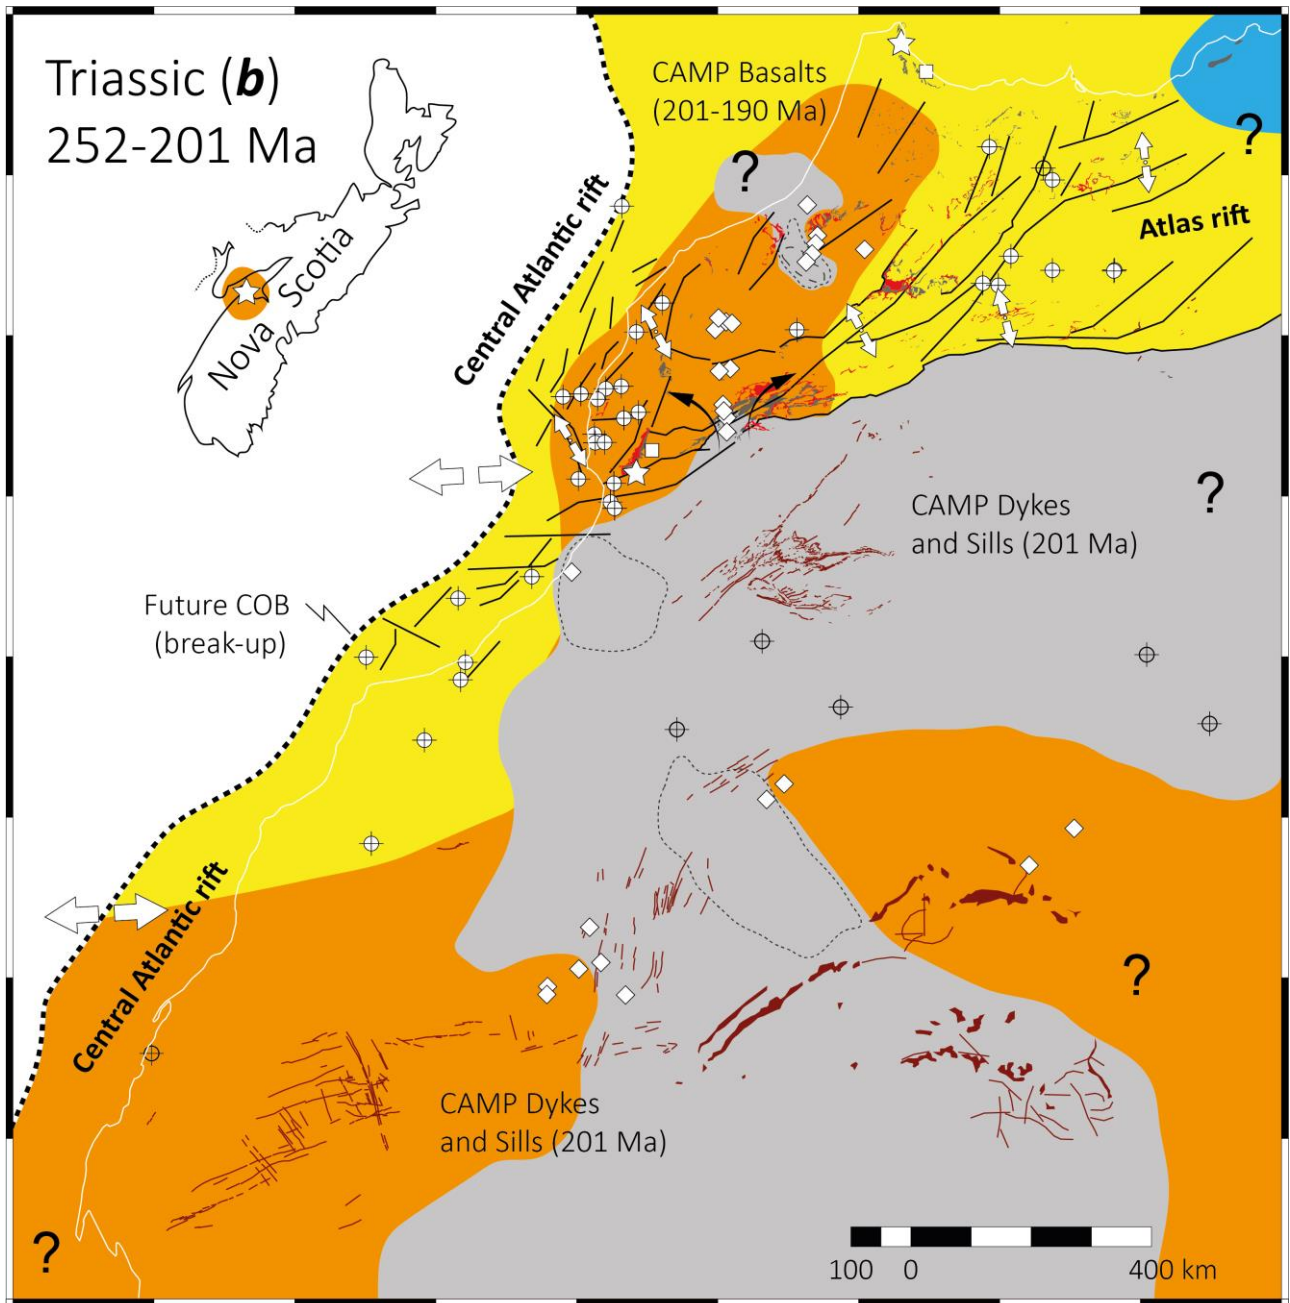 Triassic (b)
252-201 Ma
Nova Scotia
CAMP Basalts
(201-190 Ma)
?
?
Atlas rift
Central Atlantic rift
CAMP Dykes
and Sills (201 Ma)
?
Future COB
(break-up)
Central Atlantic rift
?
CAMP Dykes
and Sills (201 Ma)
?
100 0 400 km